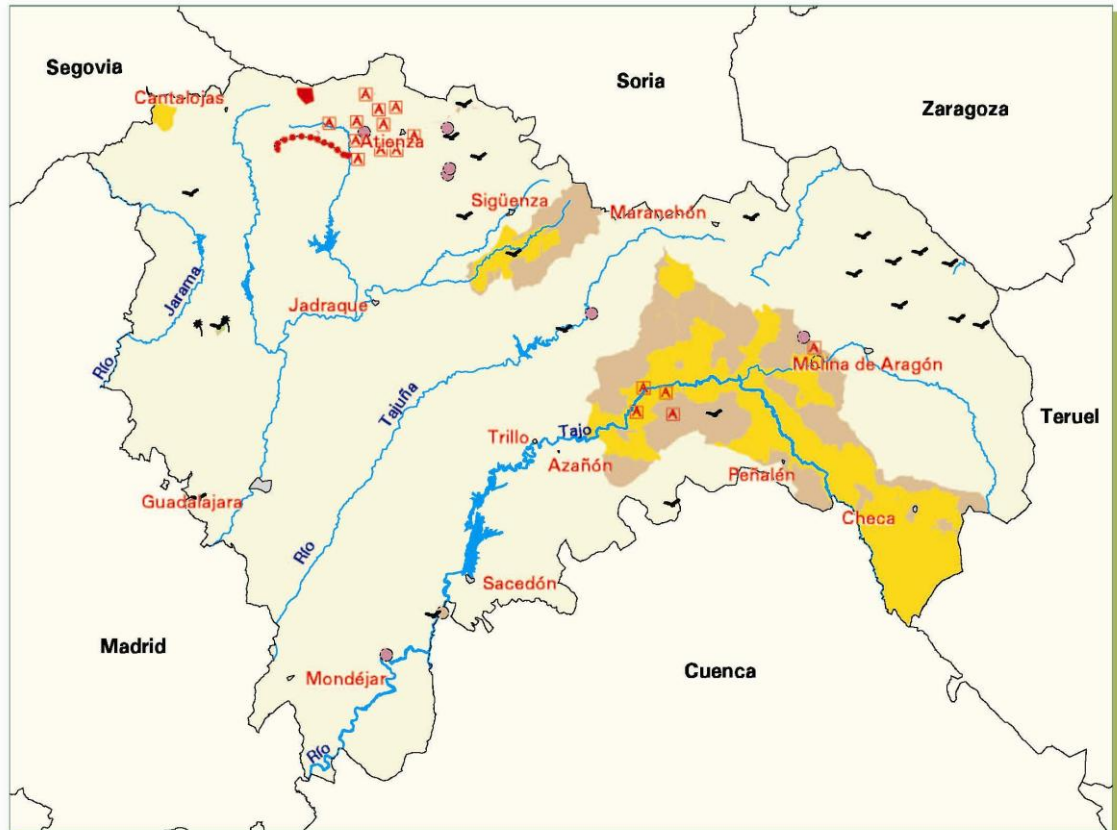 Segovia
Soria
Zaragoza
Cantalojas
Atienza
Sigüenza
Maranchón
Jarama
Jadraque
Río
Molina de Aragón
Tajuña
Teruel
Trillo
Tajo
Azañón
Peñalén
Guadalajara
Checa
Río
Sacedón
Madrid
Cuenca
Mondéjar
Río